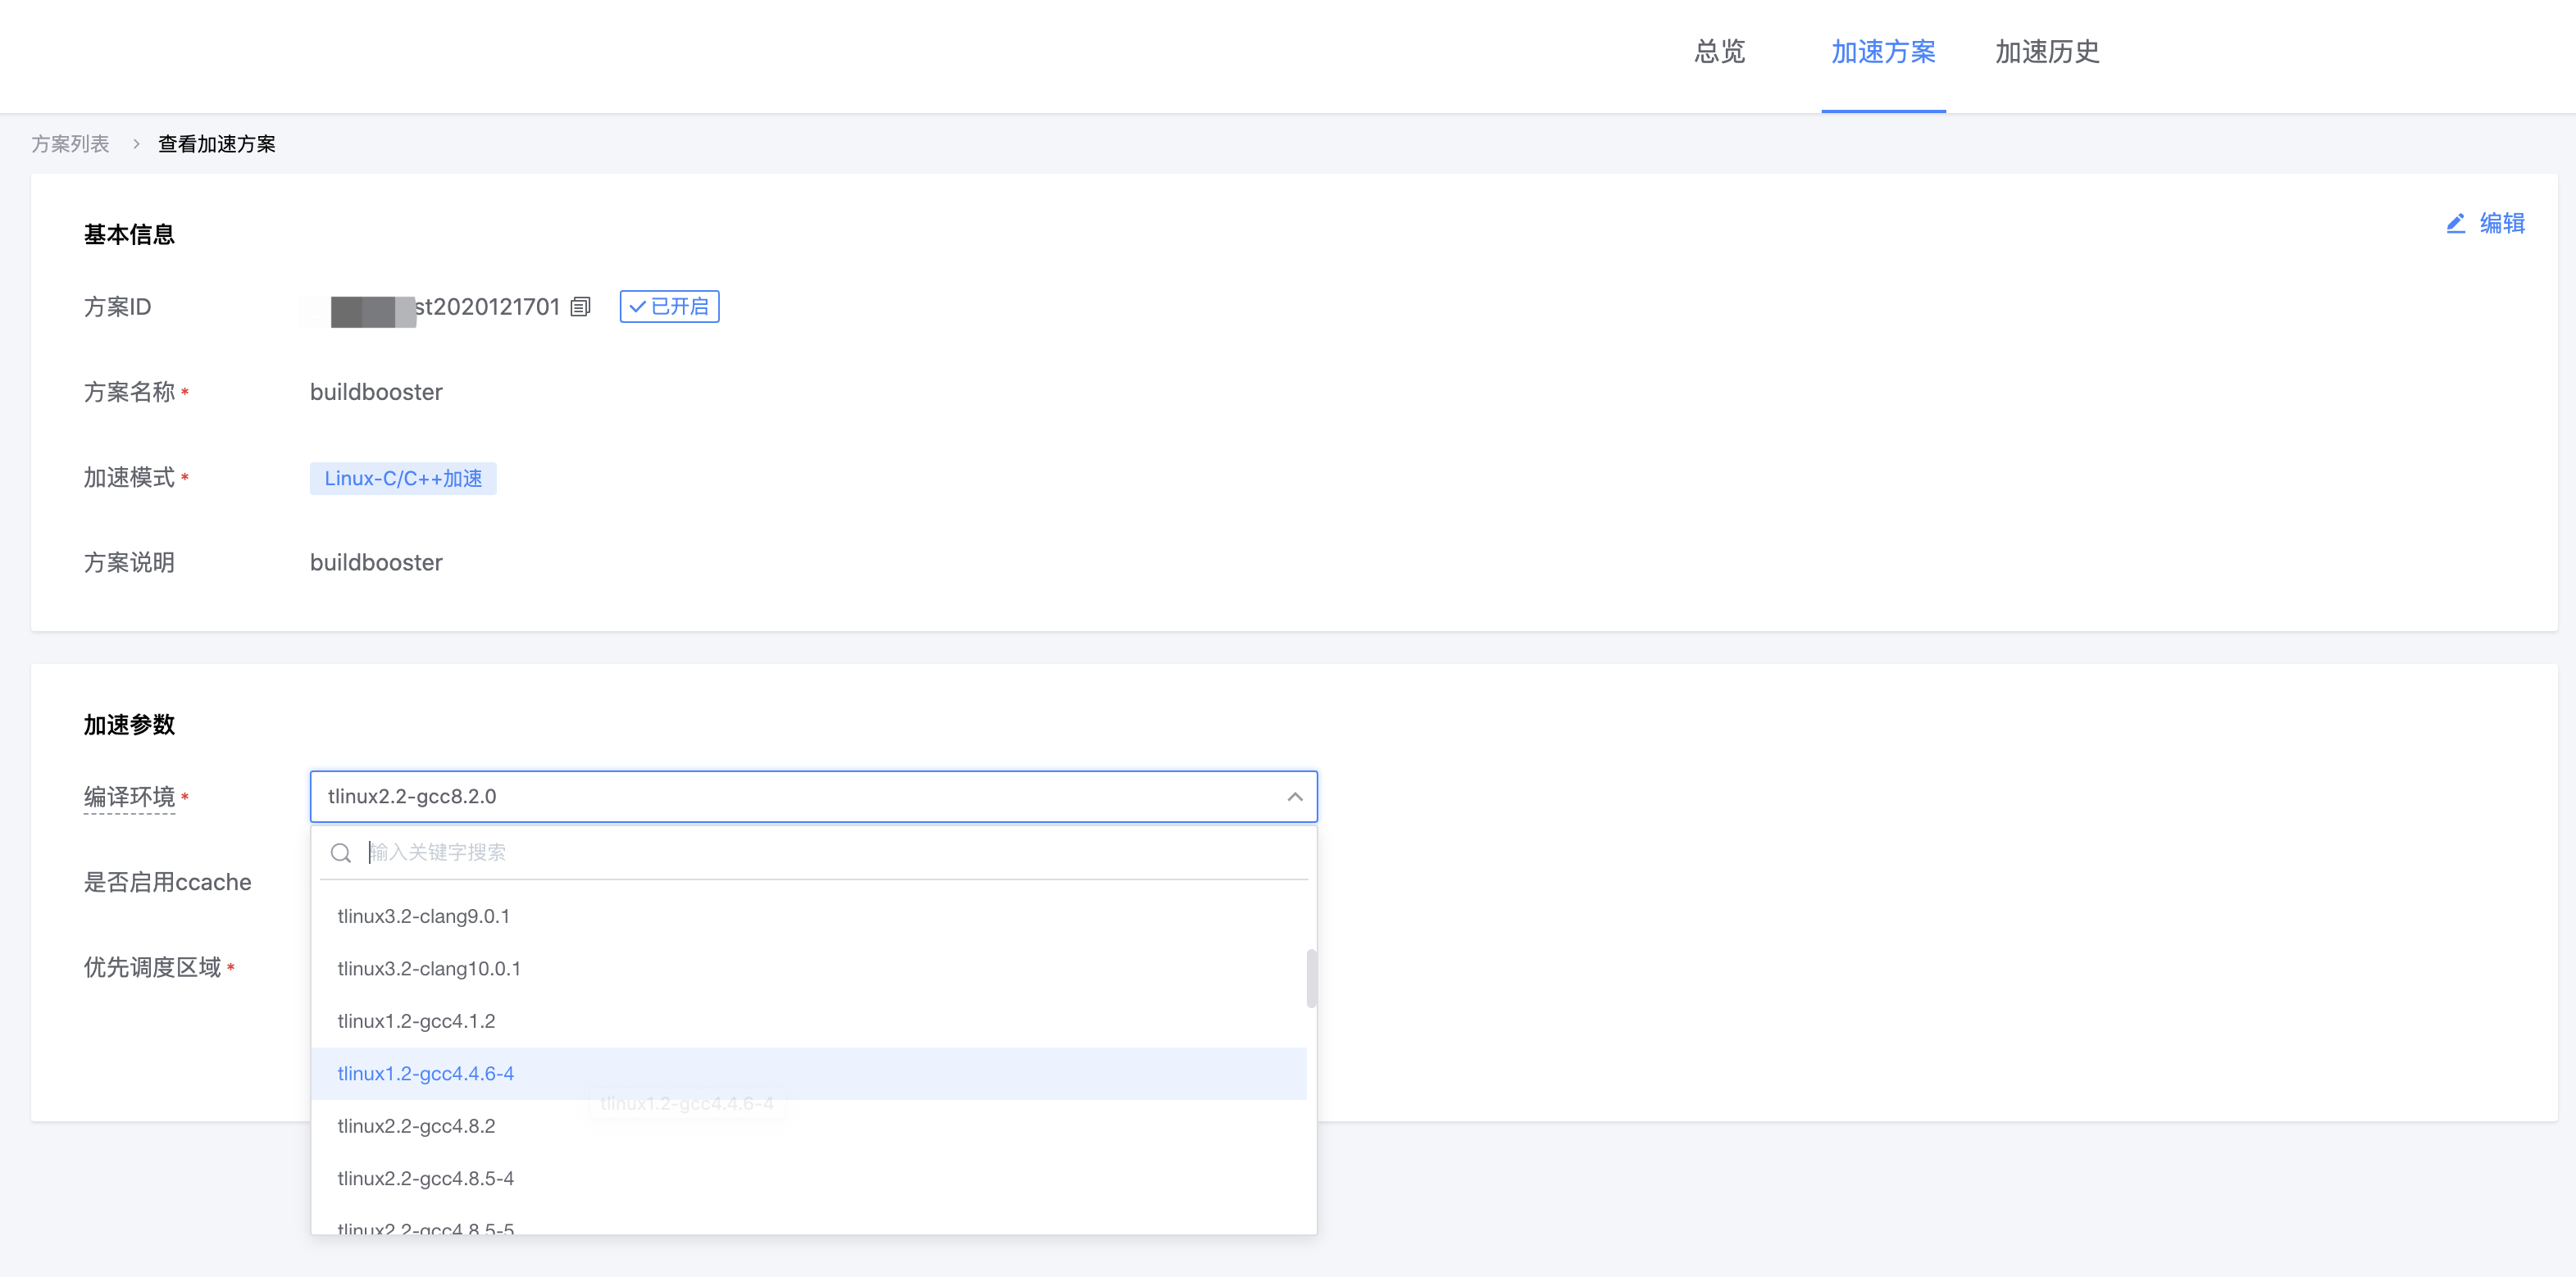 总览 加速方案 加速历史
方案列表 > 查看加速方案
基本信息
编辑
方案ID st2020121701 已开启
方案名称* buildbooster
加速模式* Linux-C/C++加速
方案说明 buildbooster
加速参数
编译环境* tlinux2.2-gcc8.2.0
输入关键字搜索
是否启用ccache
tlinux3.2-clang9.0.1
优先调度区域*
tlinux3.2-clang10.0.1
tlinux1.2-gcc4.1.2
tlinux1.2-gcc4.4.6-4
tlinux1.2-gcc4.4.6-4
tlinux2.2-gcc4.8.2
tlinux2.2-gcc4.8.5-4
tlinux2.2-gcc4.8.5-5